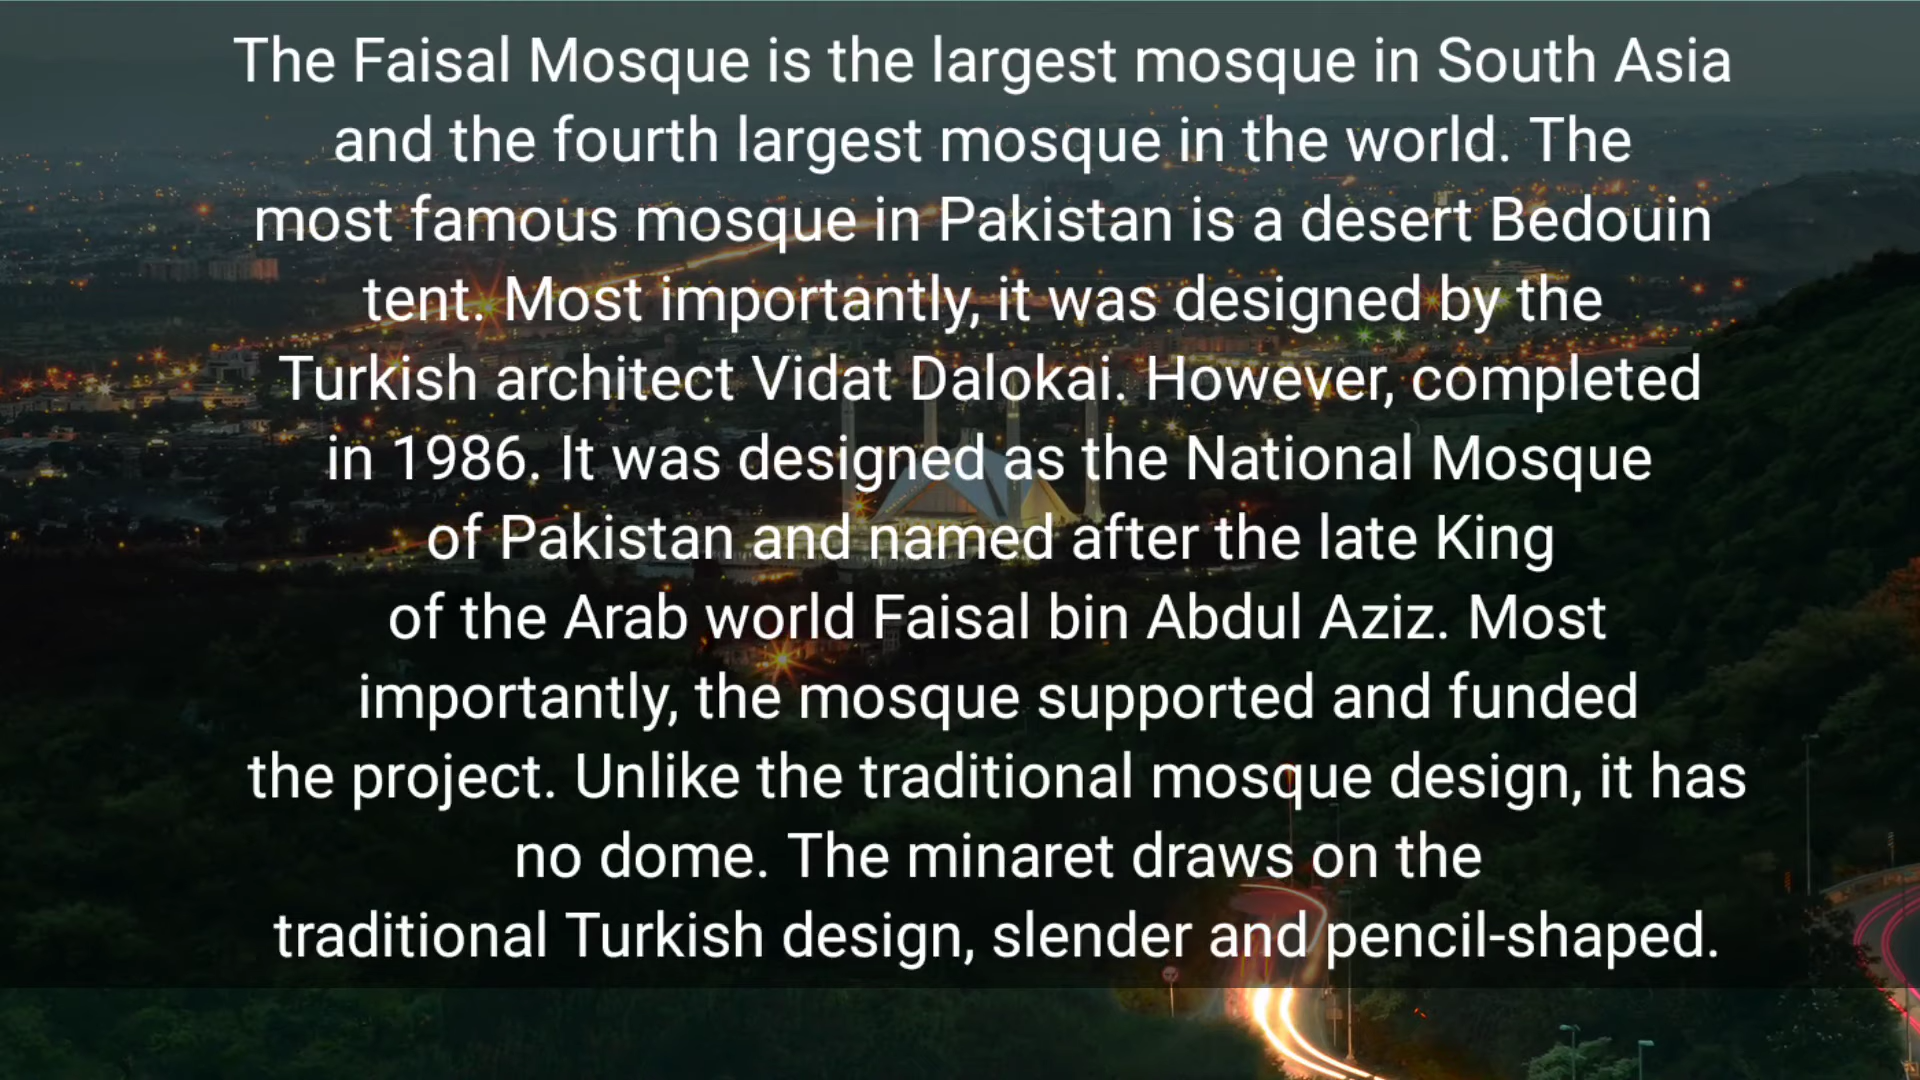 The Faisal Mosque is the largest mosque in South Asia
and the fourth largest mosque in the world. The
most famous mosque in Pakistan is a desert Bedouin
tent. Most importantly, it was designed by the
Turkish architect Vidat Dalokai. However, completed
in 1986. It was designed as the National Mosque
of Pakistan and named after the late King
of the Arab world Faisal bin Abdul Aziz. Most
importantly, the mosque supported and funded
the project. Unlike the traditional mosque design, it has
no dome. The minaret draws on the
traditional Turkish design, slender and pencil-shaped.